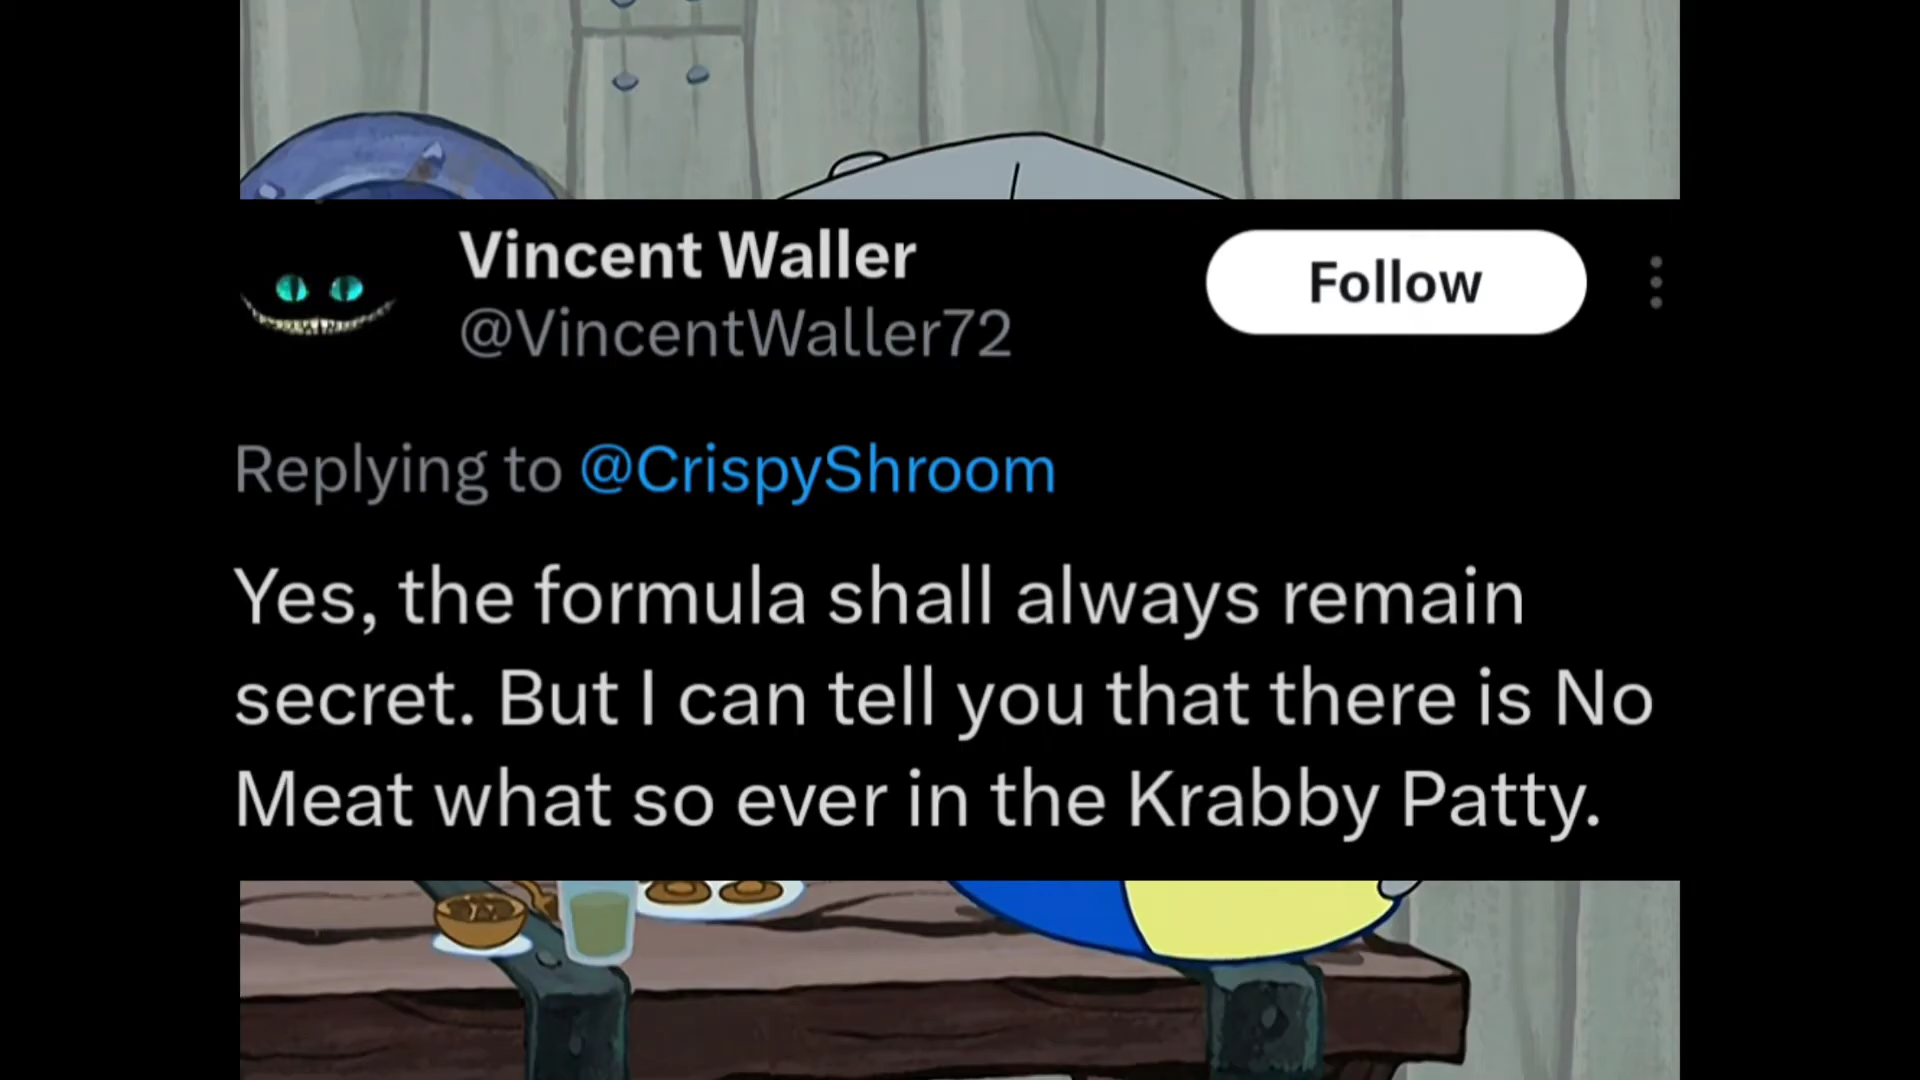 Vincent Waller
Follow
@VincentWaller72
Replying to @CrispyShroom
Yes, the formula shall always remain
secret. But I can tell you that there is No
Meat what so ever in the Krabby Patty.